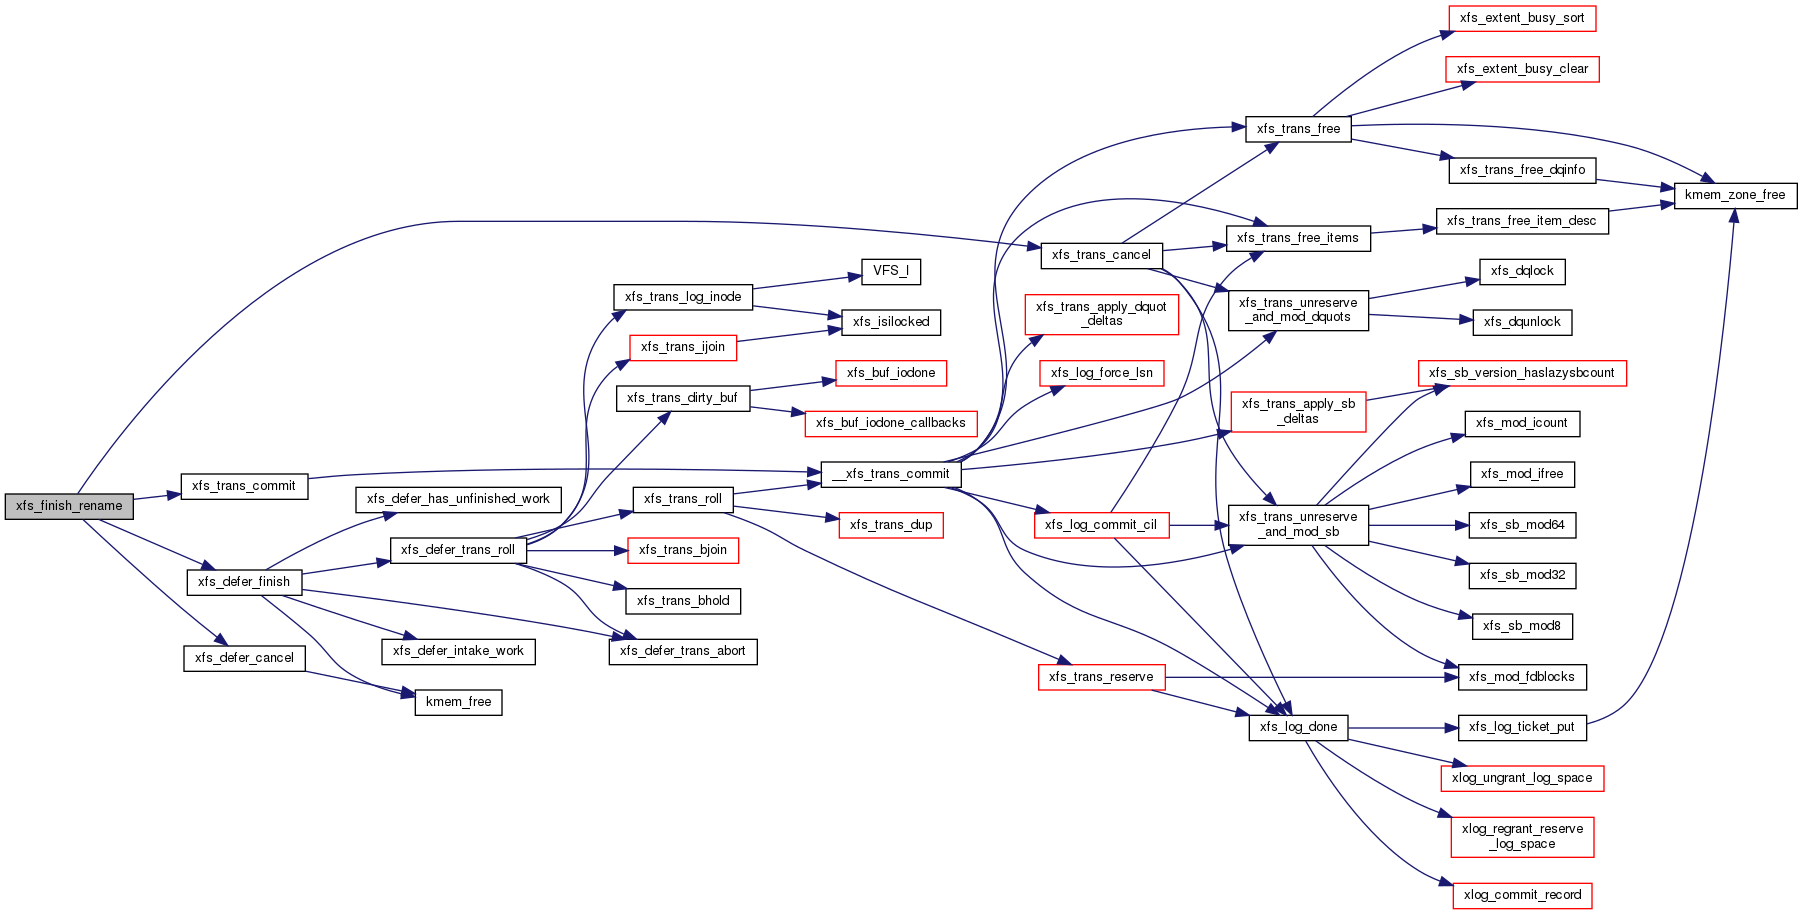 xfs_extent_busy_sort
xfs_extent_busy_clear
xfs_trans_free
xfs_trans_free_dqinfo
kmem_zone_free
xfs_trans_free_item_desc
xfs_trans_free_items
xfs_trans_cancel
VFS_I
xfs_dqlock
xfs_trans_log_inode
xfs_trans_unreserve
_and_mod_dquots
xfs_trans_apply_dquot
_deltas
xfs_isilocked
xfs_dqunlock
xfs_trans_ijoin
xfs_buf_iodone
xfs_log_force_lsn
xfs_sb_version_haslazysbcount
xfs_trans_dirty_buf
xfs_trans_apply_sb
_deltas
xfs_buf_iodone_callbacks
xfs_mod_icount
__xfs_trans_commit
xfs_mod_ifree
xfs_trans_commit
xfs_defer_has_unfinished_work
xfs_trans_roll
xfs_finish_rename
xfs_trans_dup
xfs_log_commit_cil
xfs_trans_unreserve
_and_mod_sb
xfs_sb_mod64
xfs_defer_trans_roll
xfs_trans_bjoin
xfs_sb_mod32
xfs_defer_finish
xfs_trans_bhold
xfs_sb_mod8
xfs_defer_intake_work
xfs_defer_trans_abort
xfs_defer_cancel
xfs_trans_reserve
xfs_mod_fdblocks
kmem_free
xfs_log_done
xfs_log_ticket_put
xlog_ungrant_log_space
xlog_regrant_reserve
_log_space
xlog_commit_record